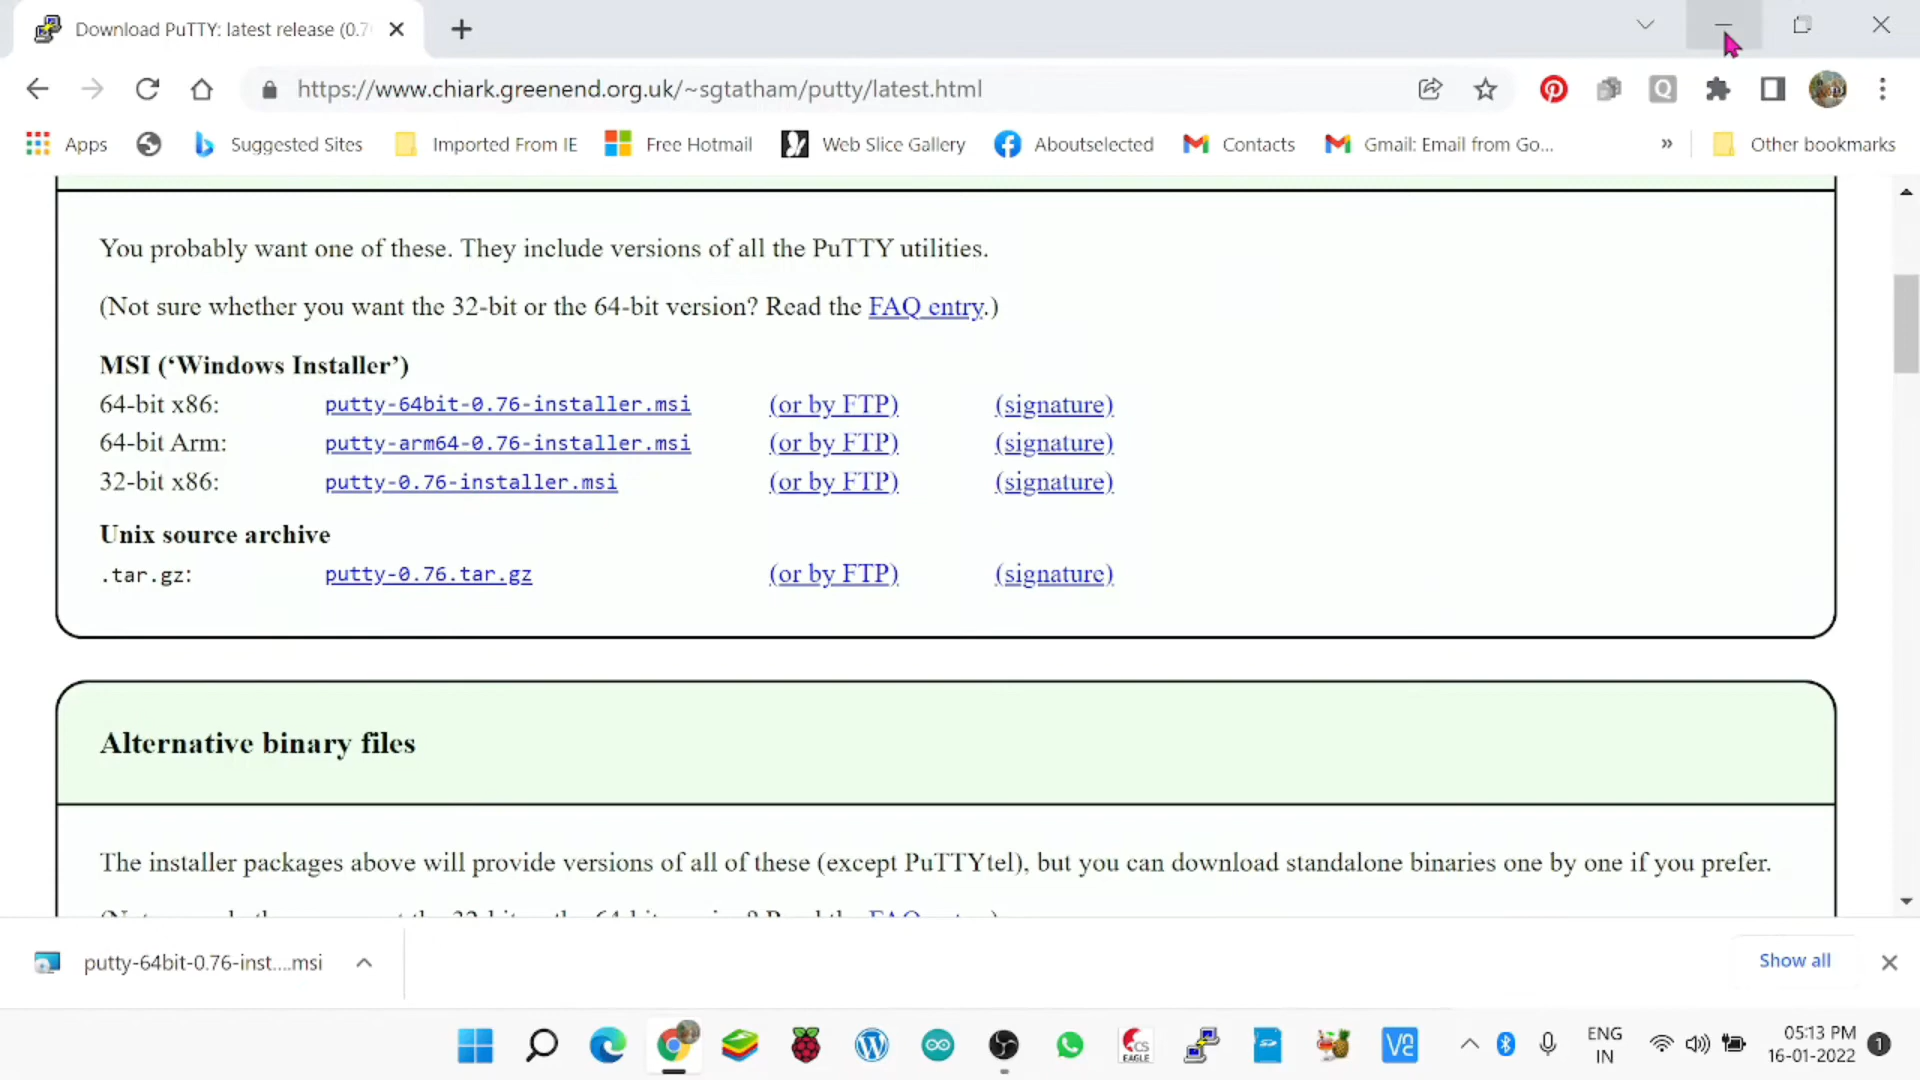 Download PuTTY: latest release (0.7
https://www.chiark.greenend.org.uk/~sgtatham/putty/latest.html
Apps Suggested Sites Imported From IE Free Hotmail Web Slice Gallery Aboutselected Contacts Gmail: Email from Go... » Other bookmarks
You probably want one of these. They include versions of all the PuTTY utilities.
(Not sure whether you want the 32-bit or the 64-bit version? Read the FAQ entry.)
MSI (‘Windows Installer’)
64-bit x86: putty-64bit-0.76-installer.msi (or by FTP) (signature)
64-bit Arm: putty-arm64-0.76-installer.msi (or by FTP) (signature)
32-bit x86: putty-0.76-installer.msi (or by FTP) (signature)
Unix source archive
.tar.gz: putty-0.76.tar.gz (or by FTP) (signature)
Alternative binary files
The installer packages above will provide versions of all of these (except PuTTYtel), but you can download standalone binaries one by one if you prefer.
putty-64bit-0.76-inst....msi Show all
CS EAGLE
ENG IN
05:13 PM
16-01-2022
1